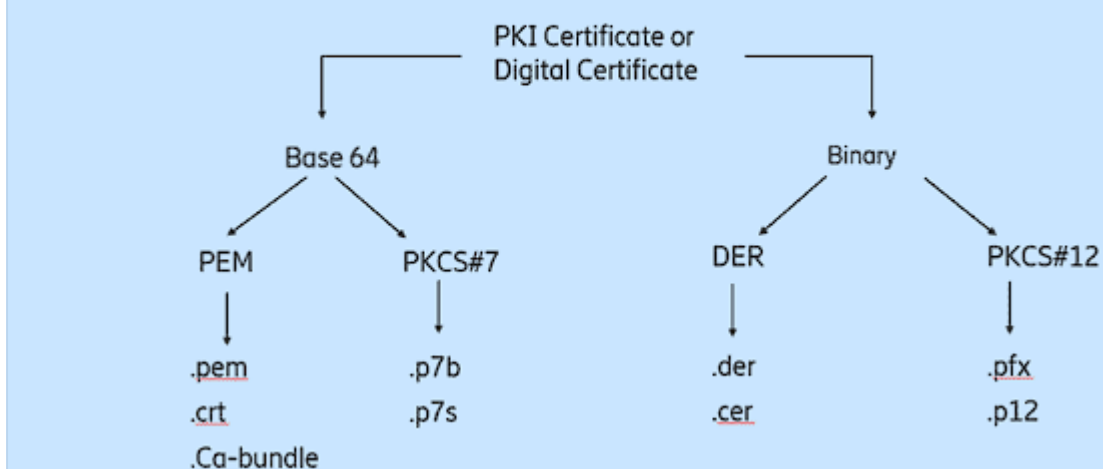 PKI Certificate or
Digital Certificate
Base 64
Binary
PEM
PKCS#7
DER
PKCS#12
.pem
.p7b
.der
.pfx
.crt
.p7s
.cer
.p12
.Ca-bundle